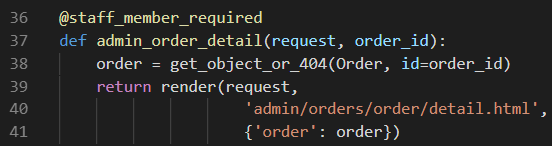 36 @staff_member_required
37 def admin_order_detail(request, order_id):
38     order = get_object_or_404(Order, id=order_id)
39     return render(request,
40                   'admin/orders/order/detail.html',
41                   {'order': order})